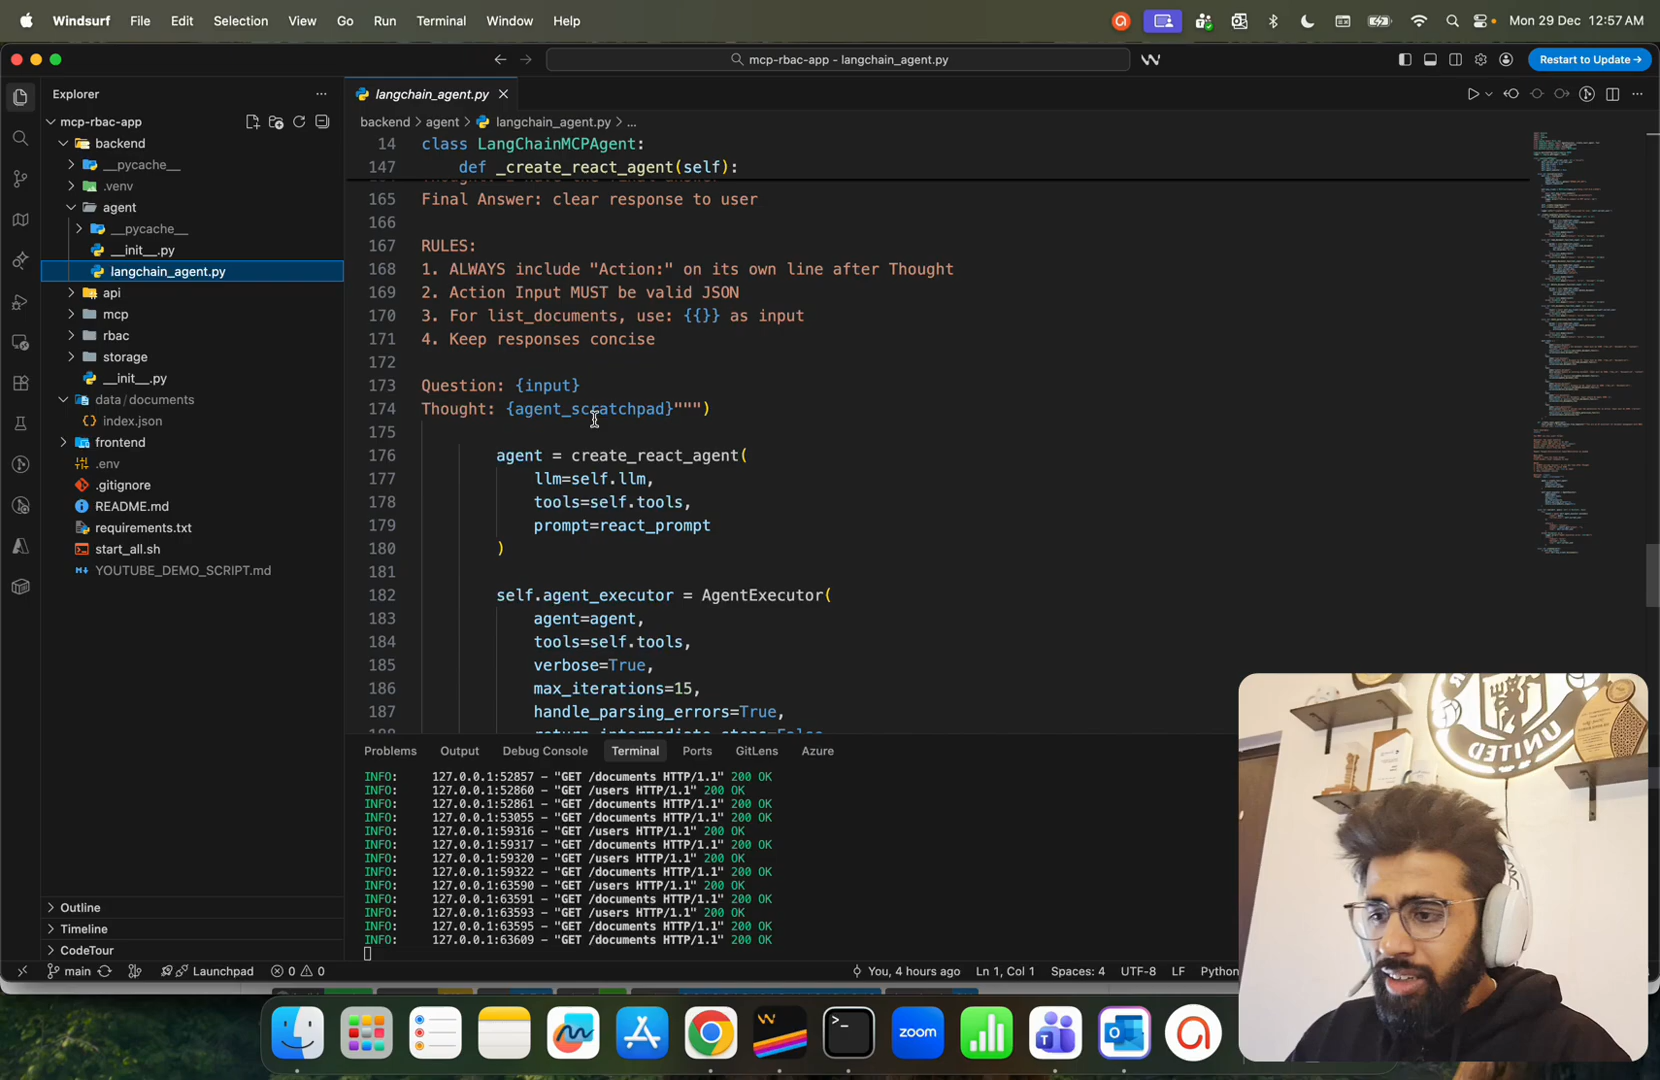 Windsurf File Edit Selection View Go Run Terminal Window Help
Mon 29 Dec 12:57 AM
mcp-rbac-app - langchain_agent.py
Restart to Update →
Explorer
langchain_agent.py
mcp-rbac-app
backend
__pycache__
.venv
agent
__pycache__
__init__.py
langchain_agent.py
api
mcp
rbac
storage
__init__.py
data/documents
index.json
frontend
.env
.gitignore
README.md
requirements.txt
start_all.sh
YOUTUBE_DEMO_SCRIPT.md
Outline
Timeline
CodeTour
backend > agent > langchain_agent.py > ...
14 class LangChainMCPAgent:
147 def _create_react_agent(self):
165 Final Answer: clear response to user
166
167 RULES:
168 1. ALWAYS include "Action:" on its own line after Thought
169 2. Action Input MUST be valid JSON
170 3. For list_documents, use: {{}} as input
171 4. Keep responses concise
172
173 Question: {input}
174 Thought: {agent_scratchpad}""")
175
176 agent = create_react_agent(
177 llm=self.llm,
178 tools=self.tools,
179 prompt=react_prompt
180 )
181
182 self.agent_executor = AgentExecutor(
183 agent=agent,
184 tools=self.tools,
185 verbose=True,
186 max_iterations=15,
187 handle_parsing_errors=True,
Problems Output Debug Console Terminal Ports GitLens Azure
INFO: 127.0.0.1:52857 - "GET /documents HTTP/1.1" 200 OK
INFO: 127.0.0.1:52860 - "GET /users HTTP/1.1" 200 OK
INFO: 127.0.0.1:52861 - "GET /documents HTTP/1.1" 200 OK
INFO: 127.0.0.1:53055 - "GET /documents HTTP/1.1" 200 OK
INFO: 127.0.0.1:59316 - "GET /users HTTP/1.1" 200 OK
INFO: 127.0.0.1:59317 - "GET /documents HTTP/1.1" 200 OK
INFO: 127.0.0.1:59320 - "GET /users HTTP/1.1" 200 OK
INFO: 127.0.0.1:59322 - "GET /documents HTTP/1.1" 200 OK
INFO: 127.0.0.1:63590 - "GET /users HTTP/1.1" 200 OK
INFO: 127.0.0.1:63591 - "GET /documents HTTP/1.1" 200 OK
INFO: 127.0.0.1:63593 - "GET /users HTTP/1.1" 200 OK
INFO: 127.0.0.1:63595 - "GET /documents HTTP/1.1" 200 OK
INFO: 127.0.0.1:63609 - "GET /documents HTTP/1.1" 200 OK
main Launchpad 0 0 You, 4 hours ago Ln 1, Col 1 Spaces: 4 UTF-8 LF Python
UNITED
zoom